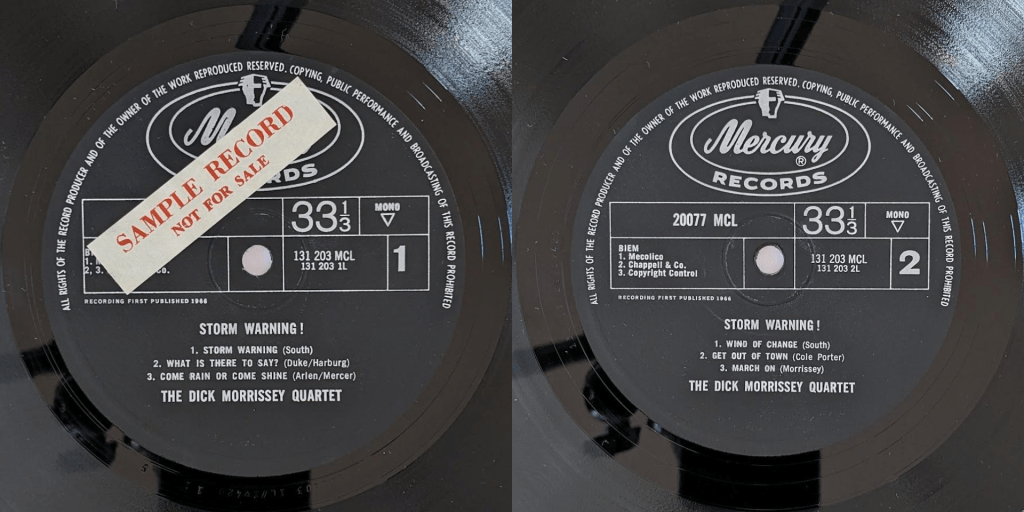 ALL RIGHTS OF THE RECORD PRODUCER AND OF THE OWNER OF THE WORK REPRODUCED RESERVED. COPYING, PUBLIC PERFORMANCE AND BROADCASTING OF THIS RECORD PROHIBITED
M
RDS
SAMPLE RECORD
NOT FOR SALE
33⅓
MONO
B
1.
2, 3. Co.
131 203 MCL
131 203 1L
1
RECORDING FIRST PUBLISHED 1966
STORM WARNING!
1. STORM WARNING (South)
2. WHAT IS THERE TO SAY? (Duke/Harburg)
3. COME RAIN OR COME SHINE (Arlen/Mercer)
THE DICK MORRISSEY QUARTET
ALL RIGHTS OF THE RECORD PRODUCER AND OF THE OWNER OF THE WORK REPRODUCED RESERVED. COPYING, PUBLIC PERFORMANCE AND BROADCASTING OF THIS RECORD PROHIBITED
Mercury
®
RECORDS
20077 MCL
33⅓
MONO
BIEM
1. Mecolico
2. Chappell & Co.
3. Copyright Control
131 203 MCL
131 203 2L
2
RECORDING FIRST PUBLISHED 1966
STORM WARNING!
1. WIND OF CHANGE (South)
2. GET OUT OF TOWN (Cole Porter)
3. MARCH ON (Morrissey)
THE DICK MORRISSEY QUARTET